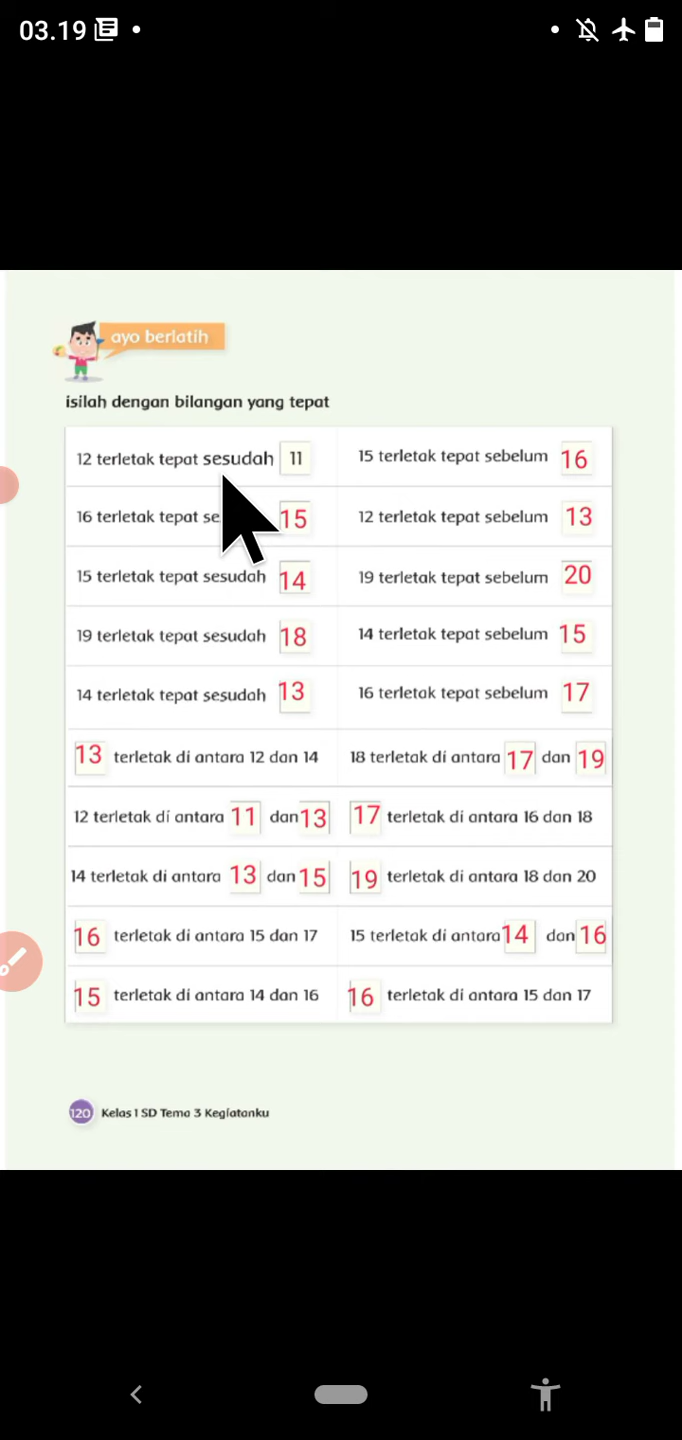 03.19
ayo berlatih
isilah dengan bilangan yang tepat
12 terletak tepat sesudah 11
15 terletak tepat sebelum 16
16 terletak tepat se 15
12 terletak tepat sebelum 13
15 terletak tepat sesudah 14
19 terletak tepat sebelum 20
19 terletak tepat sesudah 18
14 terletak tepat sebelum 15
14 terletak tepat sesudah 13
16 terletak tepat sebelum 17
13 terletak di antara 12 dan 14
18 terletak di antara 17 dan 19
12 terletak di antara 11 dan 13
17 terletak di antara 16 dan 18
14 terletak di antara 13 dan 15
19 terletak di antara 18 dan 20
16 terletak di antara 15 dan 17
15 terletak di antara 14 dan 16
15 terletak di antara 14 dan 16
16 terletak di antara 15 dan 17
120 Kelas 1 SD Tema 3 Kegiatanku